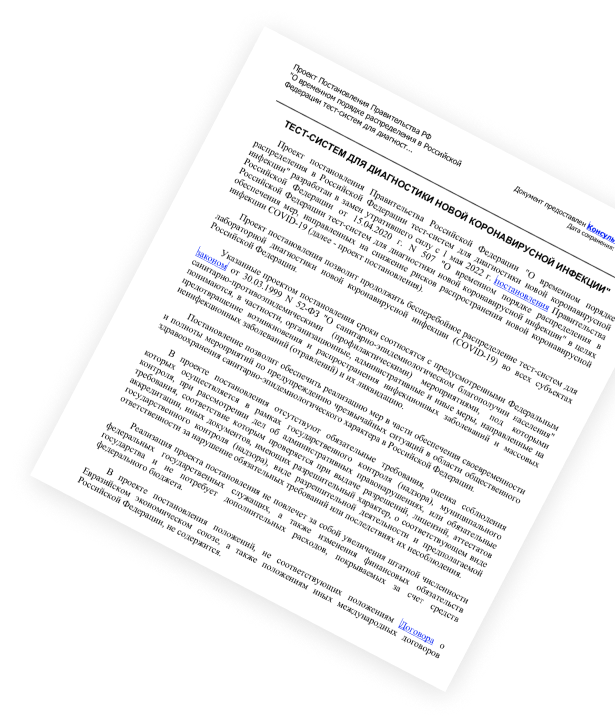 Проект Постановления Правительства РФ
"О временном порядке распределения в Российской
Федерации тест-систем для диагност...
Документ предоставлен Консуль
Дата сохранения:
ТЕСТ-СИСТЕМ ДЛЯ ДИАГНОСТИКИ НОВОЙ КОРОНАВИРУСНОЙ ИНФЕКЦИИ"
Проект постановления Правительства Российской Федерации "О временном порядке
распределения в Российской Федерации тест-систем для диагностики новой коронавирусной
инфекции" разработан в замен утратившего силу с 1 мая 2022 г. постановления Правительства
Российской Федерации от 15.04.2020 г. N 507 "О временном порядке распределения в
Российской Федерации тест-систем для диагностики новой коронавирусной инфекции" в целях
обеспечения мер, направленных на снижение рисков распространения новой коронавирусной
инфекции COVID-19 (далее - проект постановления).
Проект постановления позволит продолжить бесперебойное распределение тест-систем для
лабораторной диагностики новой коронавирусной инфекции (COVID-19) во всех субъектах
Российской Федерации.
Указанные проектом постановления сроки соотносятся с предусмотренными Федеральным
законом от 30.03.1999 N 52-ФЗ "О санитарно-эпидемиологическом благополучии населения"
санитарно-противоэпидемическими (профилактическими) мероприятиями, под которыми
понимаются, в частности, организационные, административные и иные меры, направленные на
предотвращение возникновения и распространения инфекционных заболеваний и массовых
неинфекционных заболеваний (отравлений) и их ликвидацию.
Постановление позволит обеспечить реализацию мер в части обеспечения своевременности
и полноты мероприятий по предупреждению чрезвычайных ситуаций в области общественного
здравоохранения санитарно-эпидемиологического характера в Российской Федерации.
В проекте постановления отсутствуют обязательные требования, оценка соблюдения
которых осуществляется в рамках государственного контроля (надзора), муниципального
контроля, при рассмотрении дел об административных правонарушениях, или обязательные
требования, соответствие которым проверяется при выдаче разрешений, лицензий, аттестатов
аккредитации, иных документов, имеющих разрешительный характер, о соответствующем виде
государственного контроля (надзора), виде разрешительной деятельности и предполагаемой
ответственности за нарушение обязательных требований или последствиях их несоблюдения.
Реализация проекта постановления не повлечет за собой увеличения штатной численности
федеральных государственных служащих, а также изменения финансовых обязательств
государства и не потребует дополнительных расходов, покрываемых за счет средств
федерального бюджета.
В проекте постановления положений, не соответствующих положениям Договора о
Евразийском экономическом союзе, а также положениям иных международных договоров
Российской Федерации, не содержится.